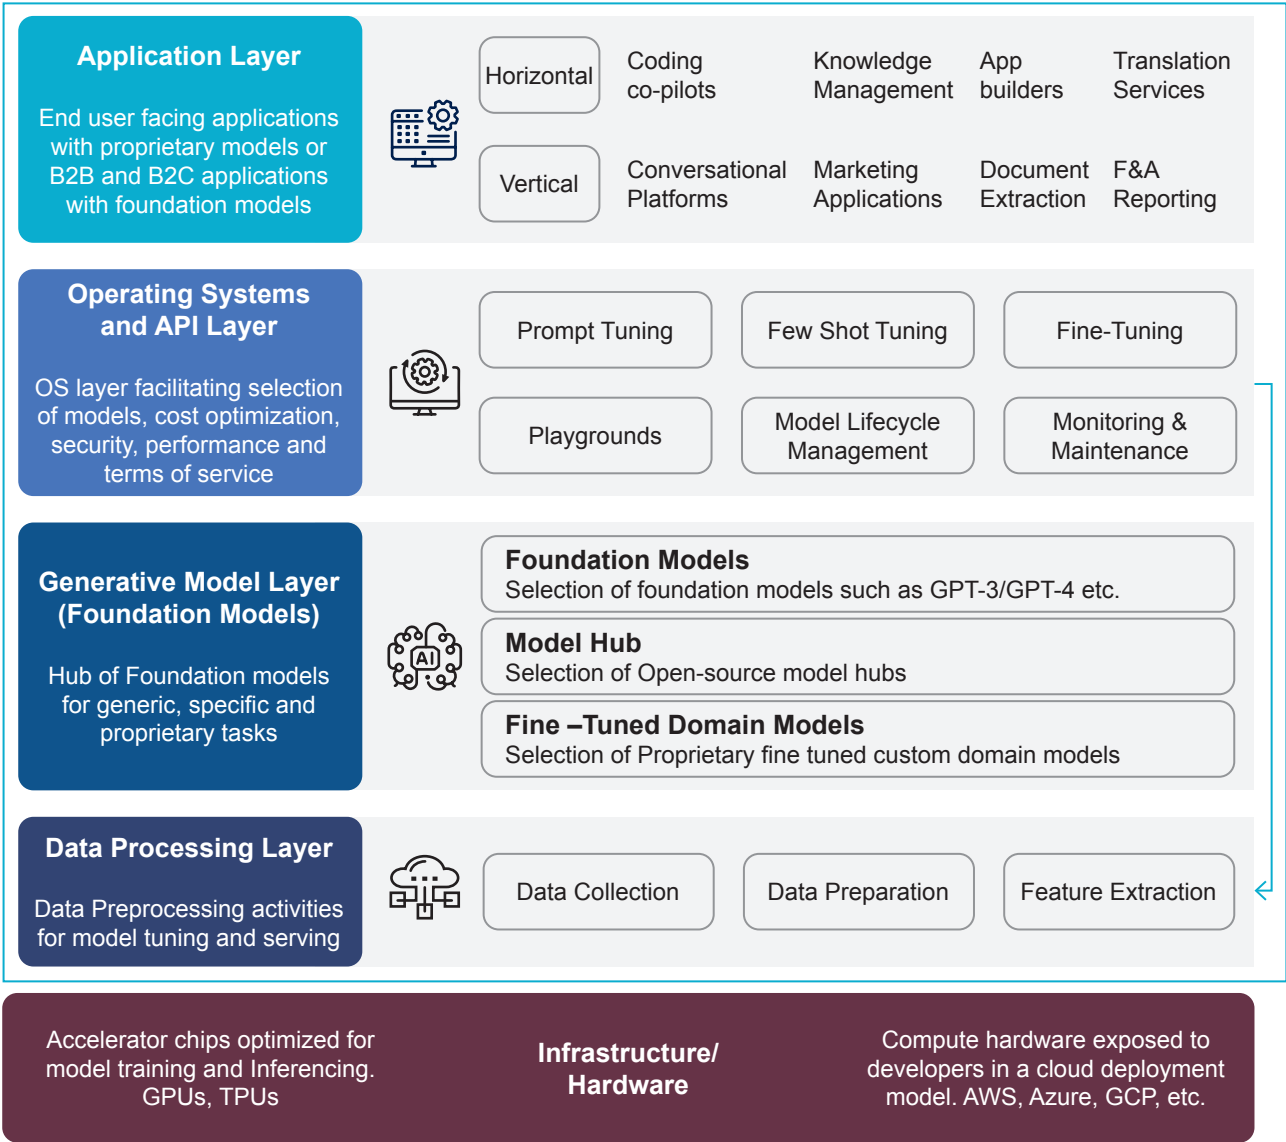 Application Layer
End user facing applications
with proprietary models or
B2B and B2C applications
with foundation models
Horizontal
Coding
co-pilots
Knowledge
Management
App
builders
Translation
Services
Vertical
Conversational
Platforms
Marketing
Applications
Document
Extraction
F&A
Reporting
Operating Systems
and API Layer
OS layer facilitating selection
of models, cost optimization,
security, performance and
terms of service
Prompt Tuning
Few Shot Tuning
Fine-Tuning
Playgrounds
Model Lifecycle
Management
Monitoring &
Maintenance
Generative Model Layer
(Foundation Models)
Hub of Foundation models
for generic, specific and
proprietary tasks
AI
Foundation Models
Selection of foundation models such as GPT-3/GPT-4 etc.
Model Hub
Selection of Open-source model hubs
Fine –Tuned Domain Models
Selection of Proprietary fine tuned custom domain models
Data Processing Layer
Data Preprocessing activities
for model tuning and serving
Data Collection
Data Preparation
Feature Extraction
Accelerator chips optimized for
model training and Inferencing.
GPUs, TPUs
Infrastructure/
Hardware
Compute hardware exposed to
developers in a cloud deployment
model. AWS, Azure, GCP, etc.